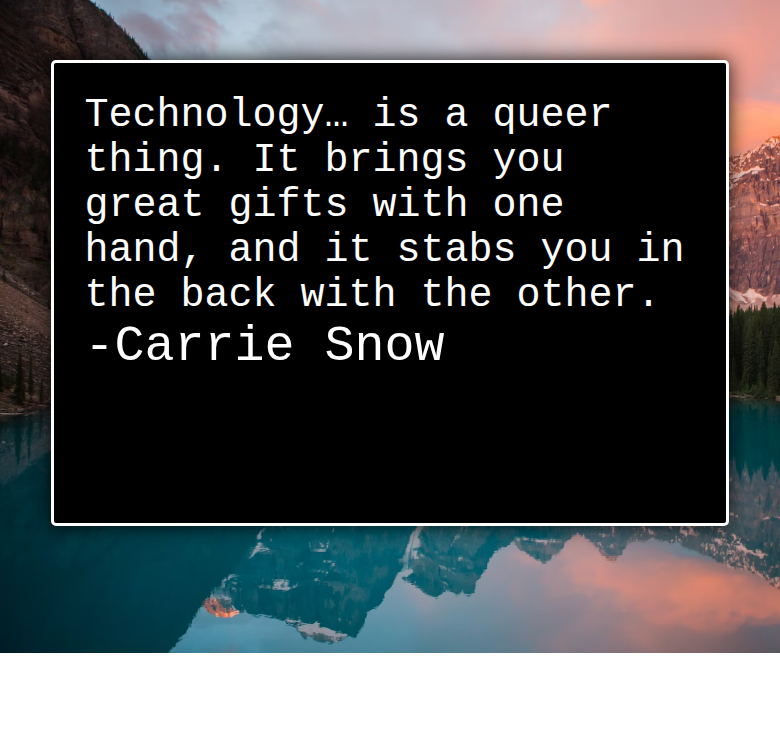 Technology… is a queer
thing. It brings you
great gifts with one
hand, and it stabs you in
the back with the other.
-Carrie Snow